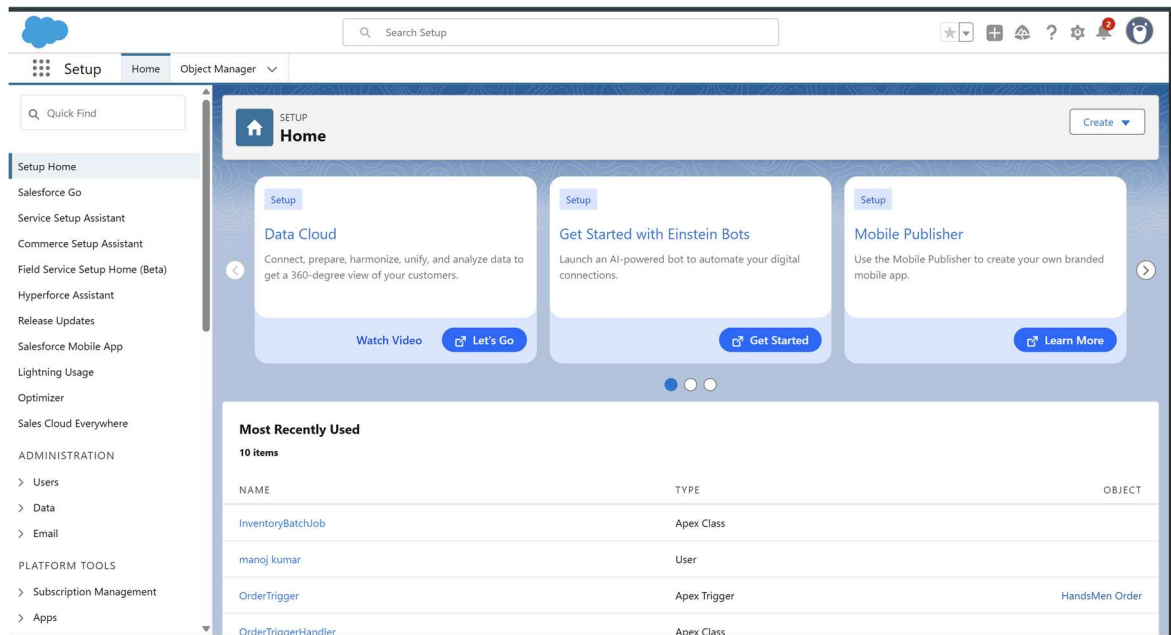 Search Setup
2
Setup
Home
Object Manager
Quick Find
Setup Home
Salesforce Go
Service Setup Assistant
Commerce Setup Assistant
Field Service Setup Home (Beta)
Hyperforce Assistant
Release Updates
Salesforce Mobile App
Lightning Usage
Optimizer
Sales Cloud Everywhere
ADMINISTRATION
Users
Data
Email
PLATFORM TOOLS
Subscription Management
Apps
SETUP
Home
Create
Setup
Data Cloud
Connect, prepare, harmonize, unify, and analyze data to
get a 360-degree view of your customers.
Watch Video
Let's Go
Setup
Get Started with Einstein Bots
Launch an AI-powered bot to automate your digital
connections.
Get Started
Setup
Mobile Publisher
Use the Mobile Publisher to create your own branded
mobile app.
Learn More
Most Recently Used
10 items
NAME TYPE OBJECT
InventoryBatchJob Apex Class
manoj kumar User
OrderTrigger Apex Trigger HandsMen Order
OrderTriggerHandler Apex Class